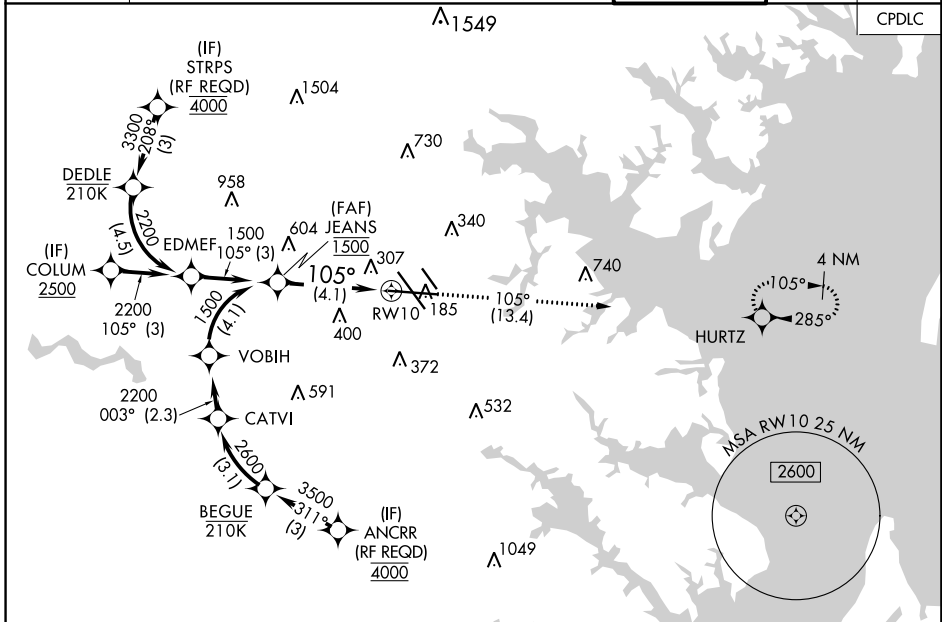 1549
CPDLC
(IF)
STRPS
(RF REQD)
4000
1504
3300
208°
(3)
730
DEDLE
210K
958
2200
(4.5)
(FAF)
JEANS
1500
340
604
EDMEF
1500
105° (3)
307
(IF)
COLUM
2500
105°
(4.1)
740
4 NM
105°
285°
HURTZ
2200
105° (3)
RW10
185
105°
(13.4)
400
1500
(4.1)
VOBIH
372
2200
003° (2.3)
CATVI
591
532
2600
(3.1)
MSA RW10 25 NM
2600
BEGUE
210K
3500
311°
(3)
(IF)
ANCRR
(RF REQD)
4000
1049